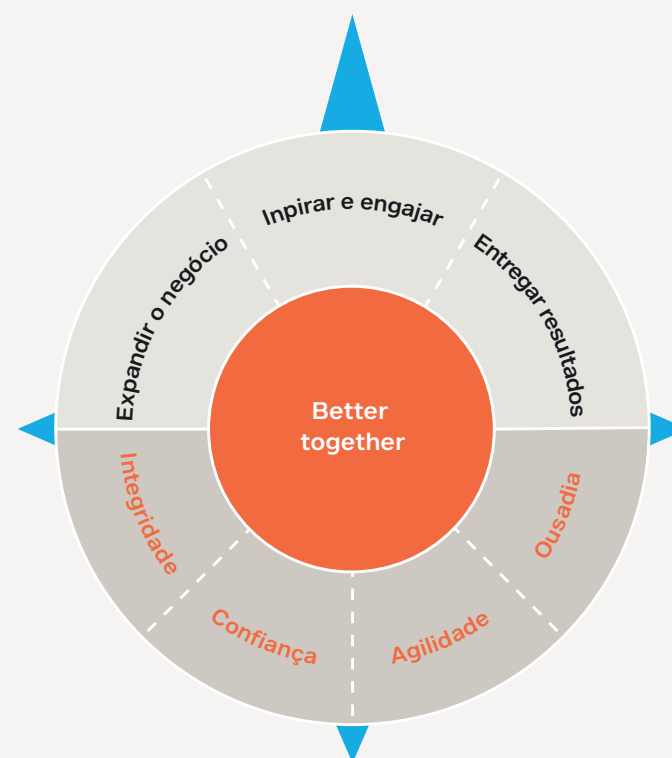 Expandir o negócio
Inpirar e engajar
Entregar resultados
Better
together
Integridade
Confiança
Agilidade
Ousadia